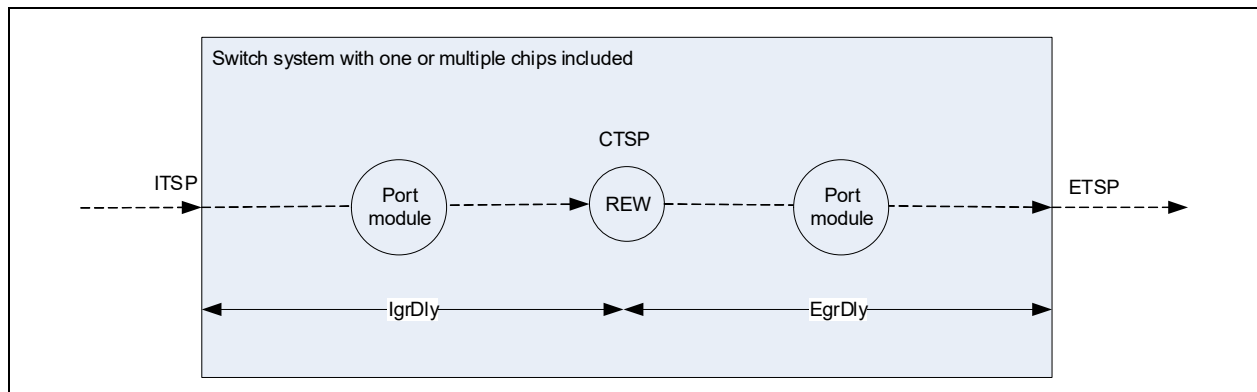 Switch system with one or multiple chips included
CTSP
ITSP
Port
module
REW
Port
module
ETSP
IgrDly
EgrDly